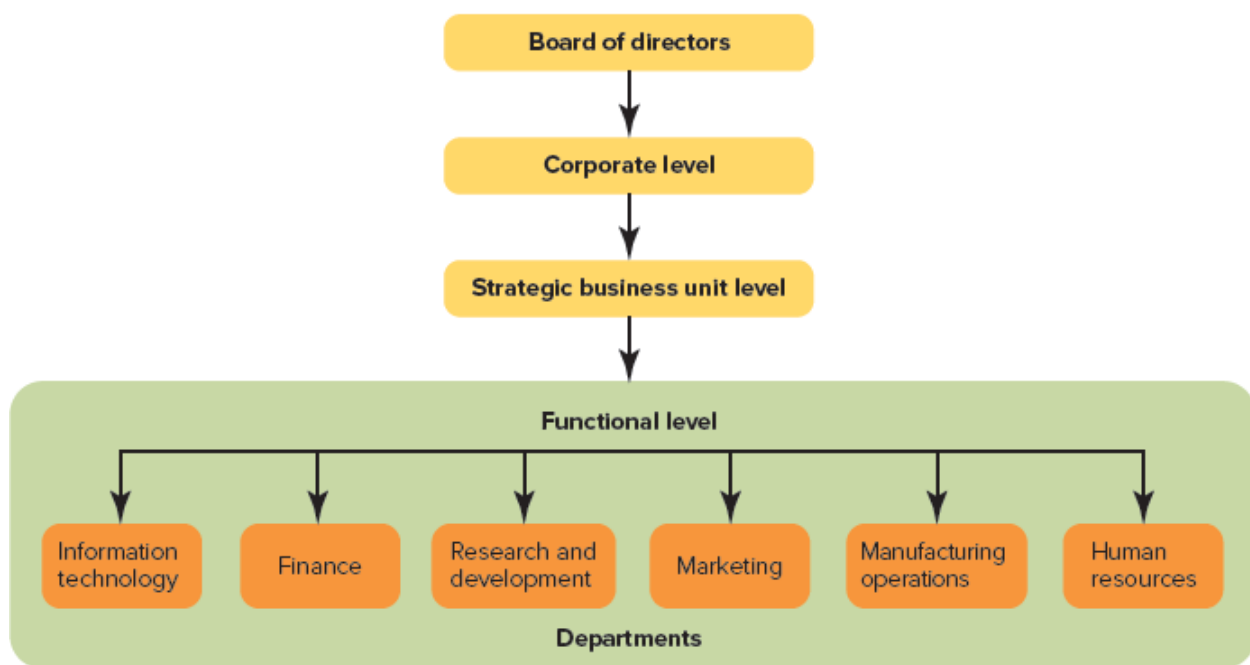 Board of directors
Corporate level
Strategic business unit level
Functional level
Information
technology
Finance
Research and
development
Marketing
Manufacturing
operations
Human
resources
Departments